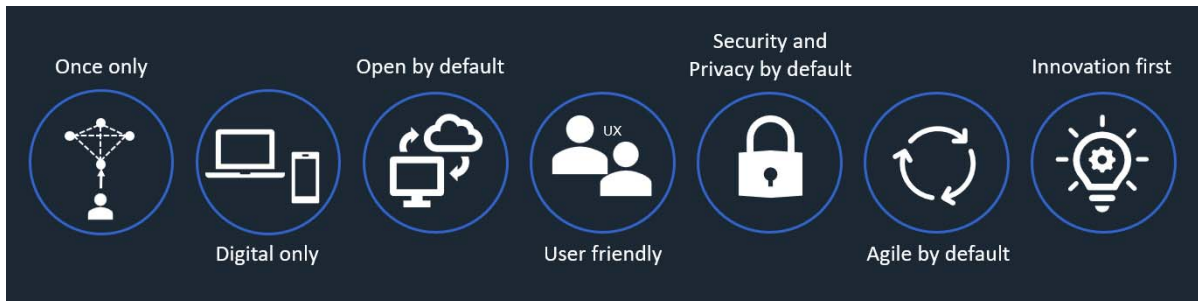 Once only
Digital only
Open by default
UX
User friendly
Security and
Privacy by default
Agile by default
Innovation first